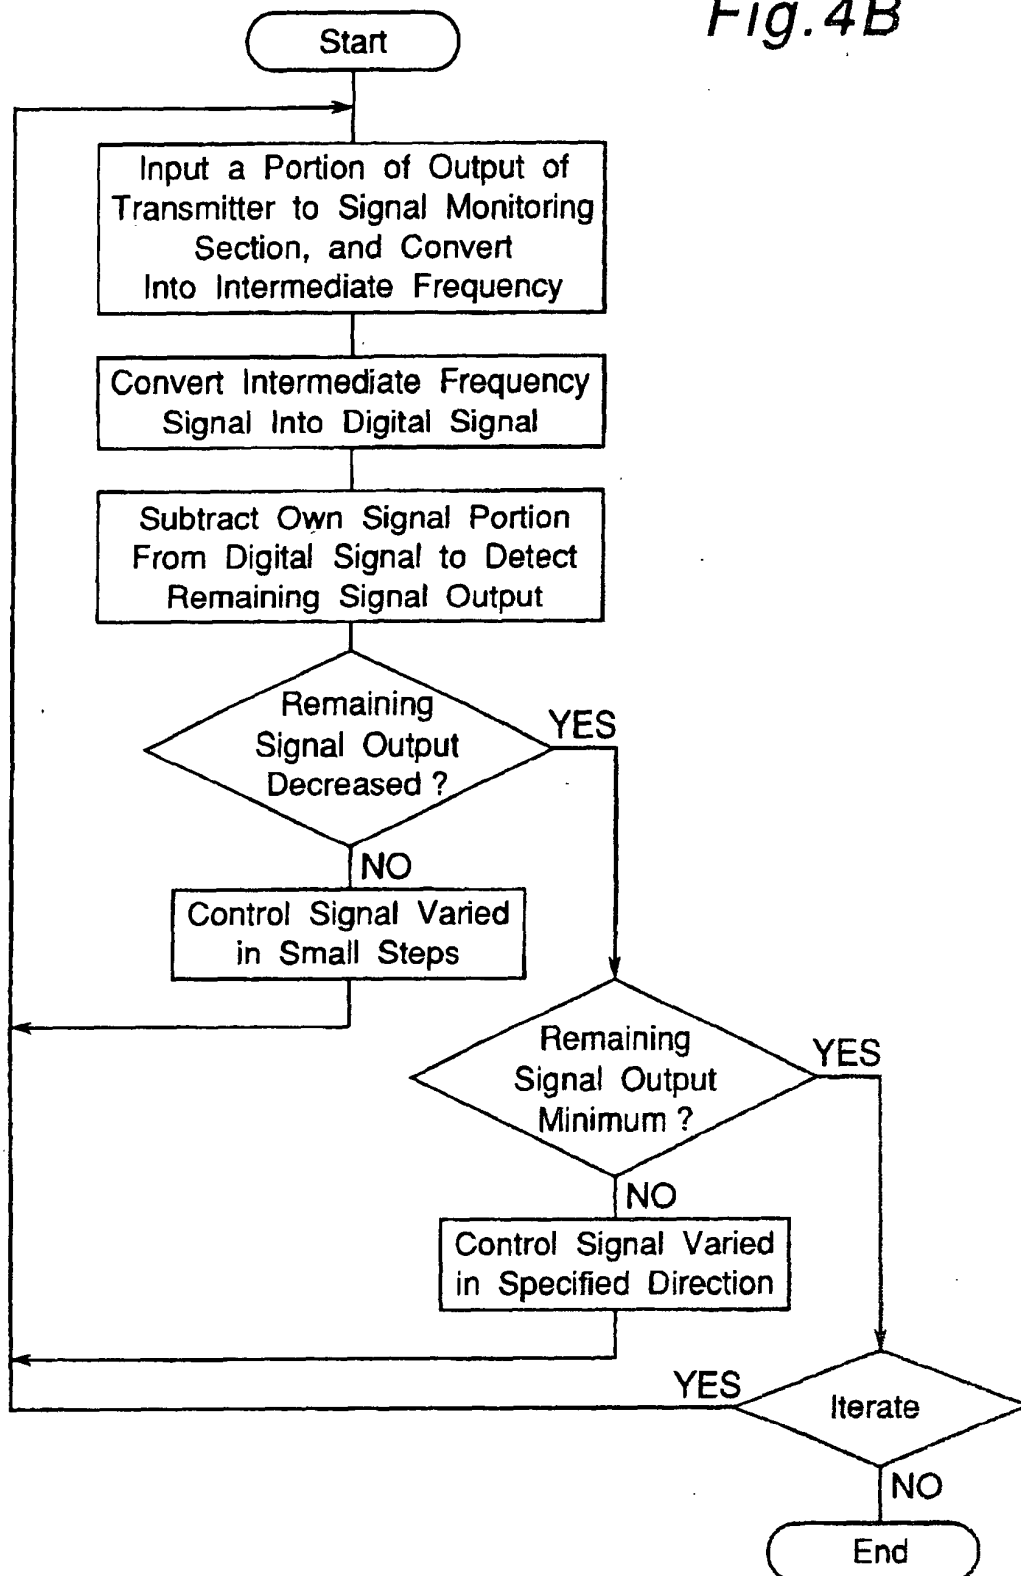 Fig.4B
Start
Input a Portion of Output of
Transmitter to Signal Monitoring
Section, and Convert
Into Intermediate Frequency
Convert Intermediate Frequency
Signal Into Digital Signal
Subtract Own Signal Portion
From Digital Signal to Detect
Remaining Signal Output
Remaining
Signal Output
Decreased ?
YES
NO
Control Signal Varied
in Small Steps
Remaining
Signal Output
Minimum ?
YES
NO
Control Signal Varied
in Specified Direction
YES
Iterate
NO
End